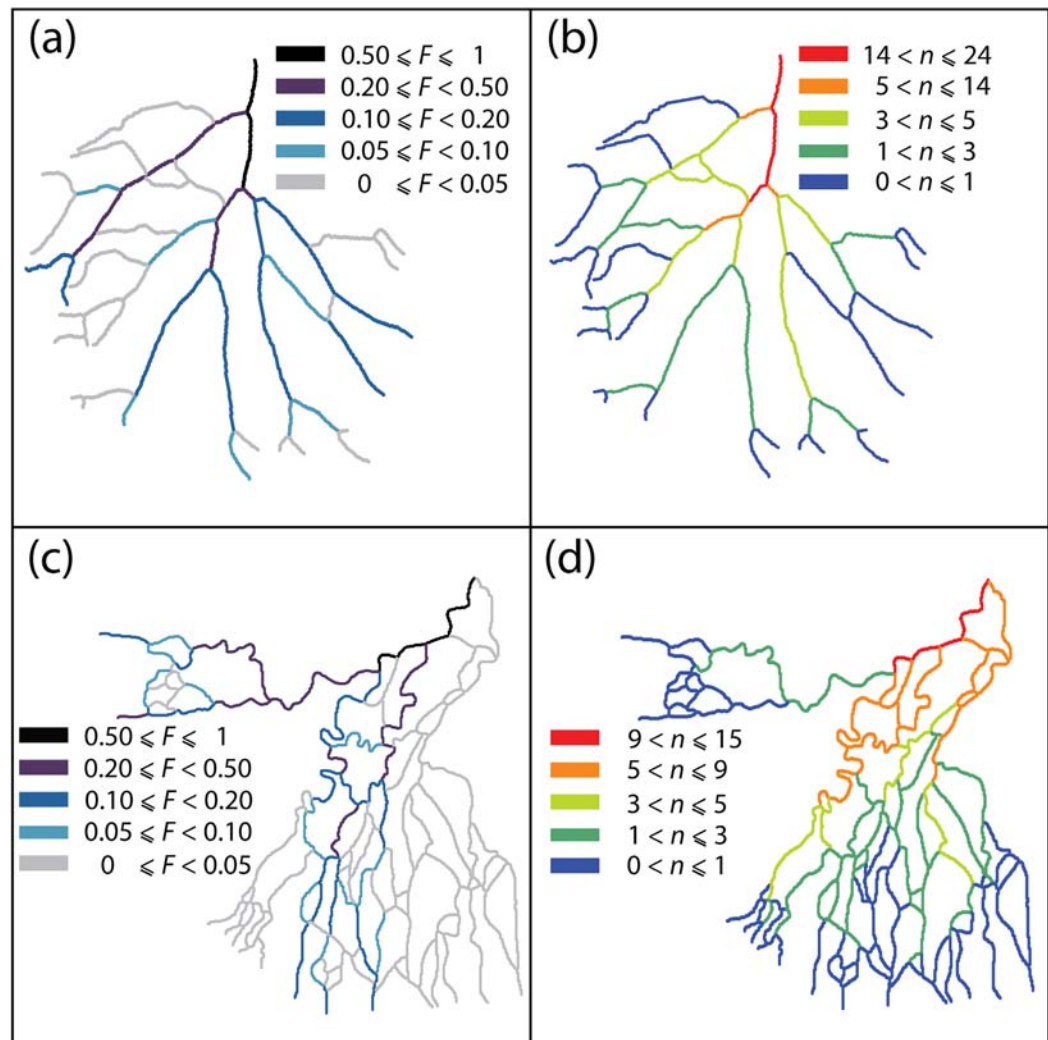 (a)
0.50 ⩽ F ⩽ 1
0.20 ⩽ F < 0.50
0.10 ⩽ F < 0.20
0.05 ⩽ F < 0.10
0 ⩽ F < 0.05
(b)
14 < n ⩽ 24
5 < n ⩽ 14
3 < n ⩽ 5
1 < n ⩽ 3
0 < n ⩽ 1
(c)
0.50 ⩽ F ⩽ 1
0.20 ⩽ F < 0.50
0.10 ⩽ F < 0.20
0.05 ⩽ F < 0.10
0 ⩽ F < 0.05
(d)
9 < n ⩽ 15
5 < n ⩽ 9
3 < n ⩽ 5
1 < n ⩽ 3
0 < n ⩽ 1